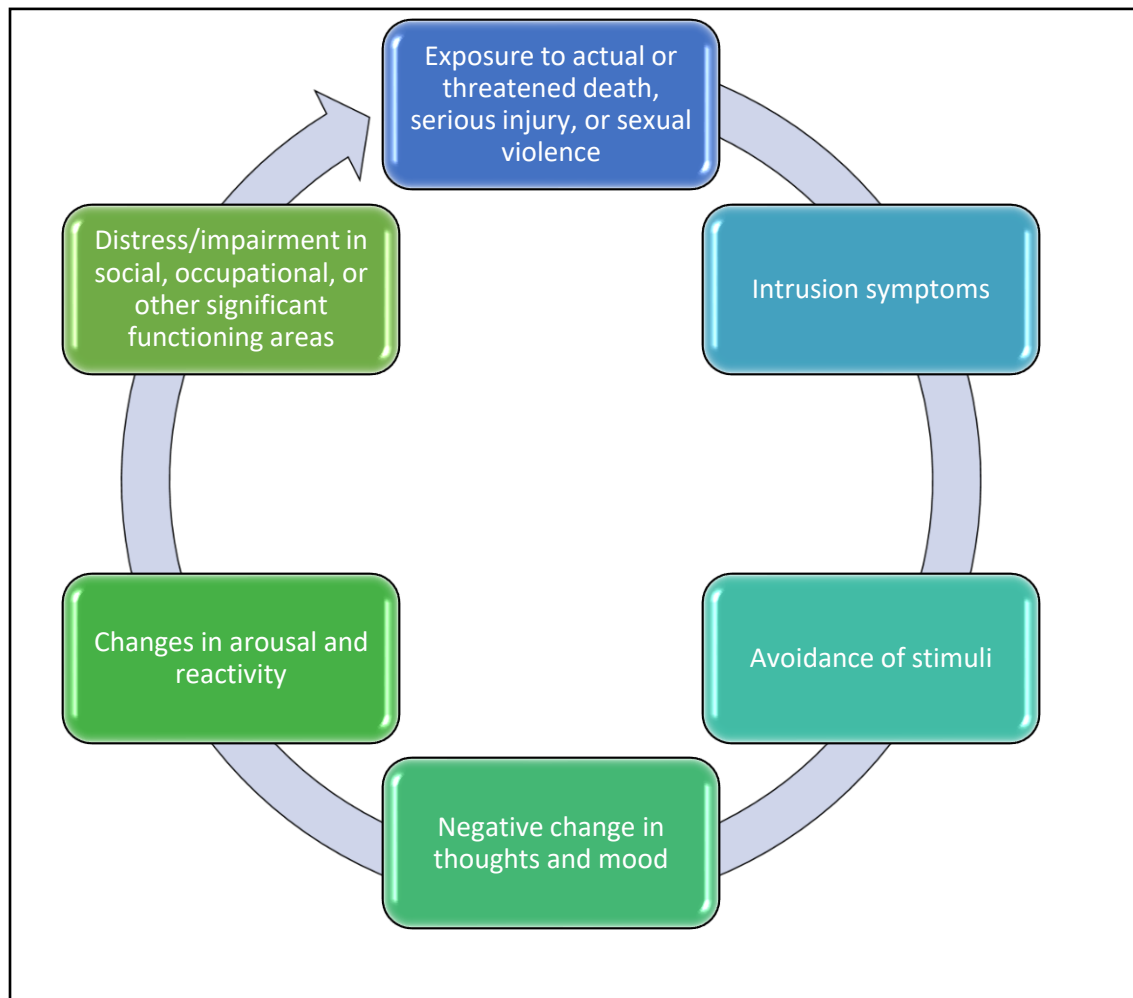 Exposure to actual or
threatened death,
serious injury, or sexual
violence
Intrusion symptoms
Avoidance of stimuli
Negative change in
thoughts and mood
Changes in arousal and
reactivity
Distress/impairment in
social, occupational, or
other significant
functioning areas